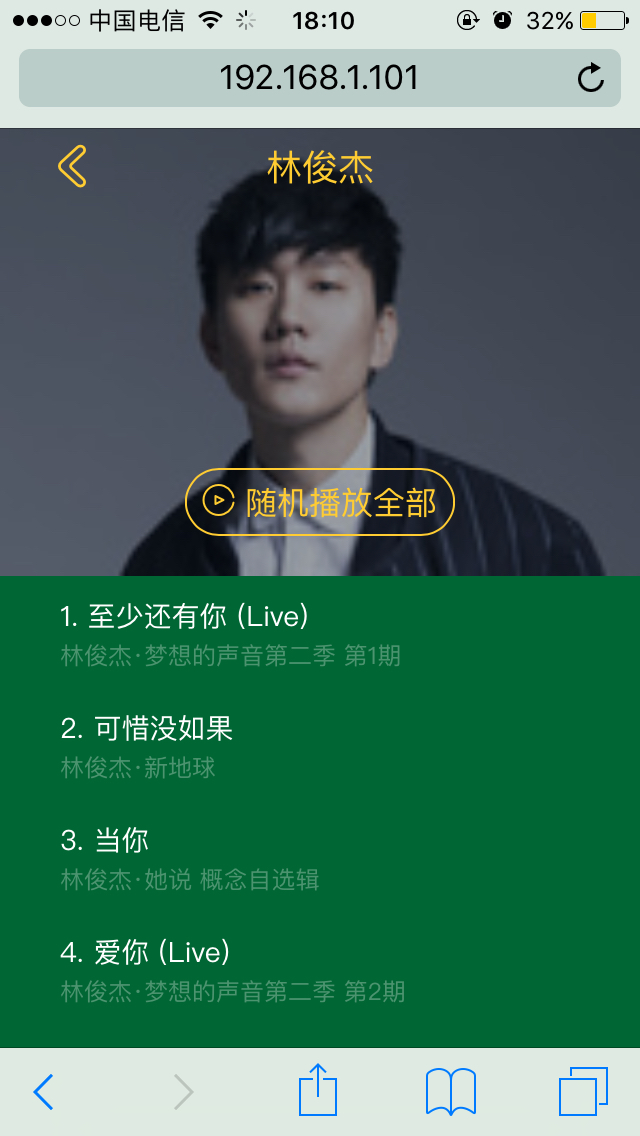 中国电信 18:10 32%
192.168.1.101
林俊杰
随机播放全部
1. 至少还有你 (Live)
林俊杰·梦想的声音第二季 第1期
2. 可惜没如果
林俊杰·新地球
3. 当你
林俊杰·她说 概念自选辑
4. 爱你 (Live)
林俊杰·梦想的声音第二季 第2期